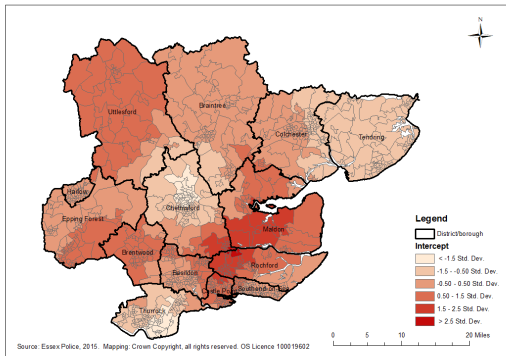 N
Uttlesford
Braintree
Colchester
Tendring
Harlow
Epping Forest
Chelmsford
Maldon
Brentwood
Basildon
Rochford
Castle Point
Southend-on-Sea
Thurrock
Legend
District/borough
Intercept
< -1.5 Std. Dev.
-1.5 - -0.50 Std. Dev.
-0.50 - 0.50 Std. Dev.
0.50 - 1.5 Std. Dev.
1.5 - 2.5 Std. Dev.
> 2.5 Std. Dev.
0 5 10 20 Miles
Source: Essex Police, 2015. Mapping: Crown Copyright, all rights reserved. OS Licence 100019602